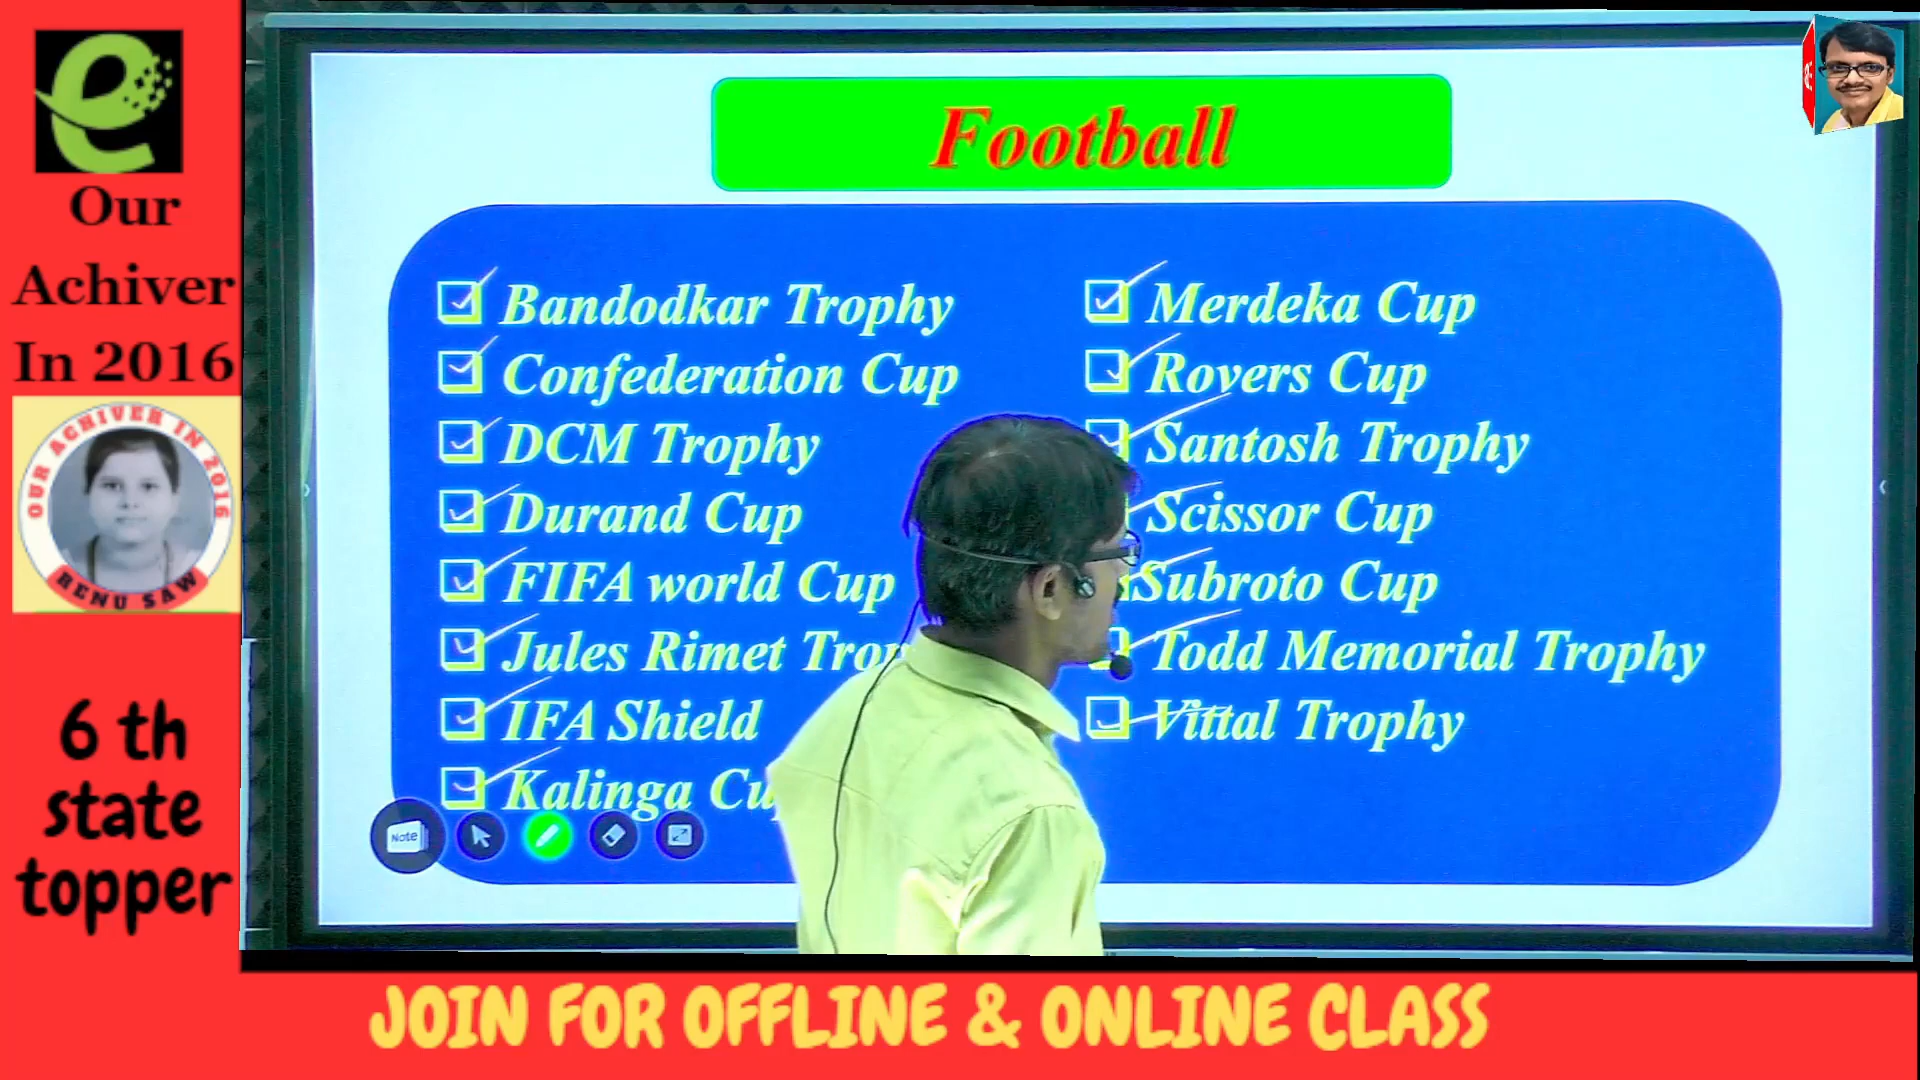 Our
Achiver
In 2016
OUR ACHIVER IN 2016
RENU SAW
6 th
state
topper
Football
Bandodkar Trophy
Confederation Cup
DCM Trophy
Durand Cup
FIFA world Cup
Jules Rimet
IFA Shield
Kalinga
Merdeka Cup
Rovers Cup
Santosh Trophy
Scissor Cup
Subroto Cup
Todd Memorial Trophy
Vittal Trophy
Note
JOIN FOR OFFLINE & ONLINE CLASS